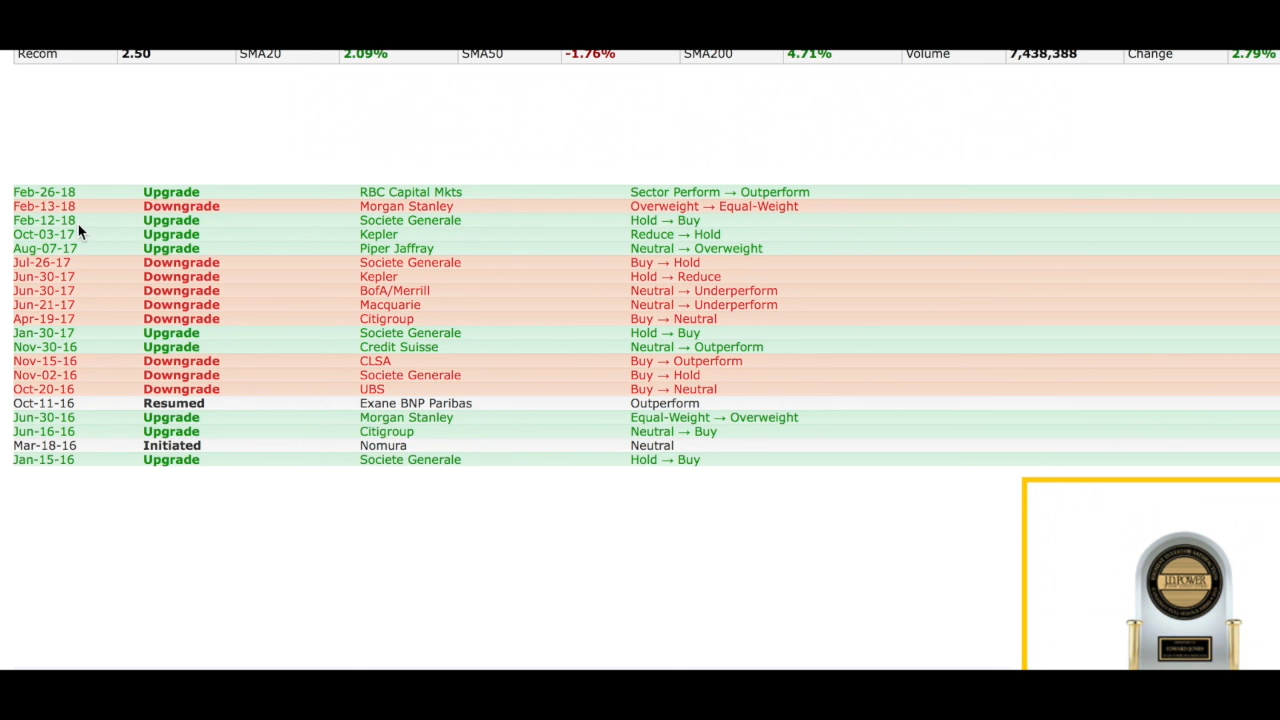 Recom 2.50 SMA20 2.09% SMA50 -1.76% SMA200 4.71% Volume 7,438,388 Change 2.79%
Feb-26-18 Upgrade RBC Capital Mkts Sector Perform → Outperform
Feb-13-18 Downgrade Morgan Stanley Overweight → Equal-Weight
Feb-12-18 Upgrade Societe Generale Hold → Buy
Oct-03-17 Upgrade Kepler Reduce → Hold
Aug-07-17 Upgrade Piper Jaffray Neutral → Overweight
Jul-26-17 Downgrade Societe Generale Buy → Hold
Jun-30-17 Downgrade Kepler Hold → Reduce
Jun-30-17 Downgrade BofA/Merrill Neutral → Underperform
Jun-21-17 Downgrade Macquarie Neutral → Underperform
Apr-19-17 Downgrade Citigroup Buy → Neutral
Jan-30-17 Upgrade Societe Generale Hold → Buy
Nov-30-16 Upgrade Credit Suisse Neutral → Outperform
Nov-15-16 Downgrade CLSA Buy → Outperform
Nov-02-16 Downgrade Societe Generale Buy → Hold
Oct-20-16 Downgrade UBS Buy → Neutral
Oct-11-16 Resumed Exane BNP Paribas Outperform
Jun-30-16 Upgrade Morgan Stanley Equal-Weight → Overweight
Jun-16-16 Upgrade Citigroup Neutral → Buy
Mar-18-16 Initiated Nomura Neutral
Jan-15-16 Upgrade Societe Generale Hold → Buy
J.D. POWER
EDWARD JONES